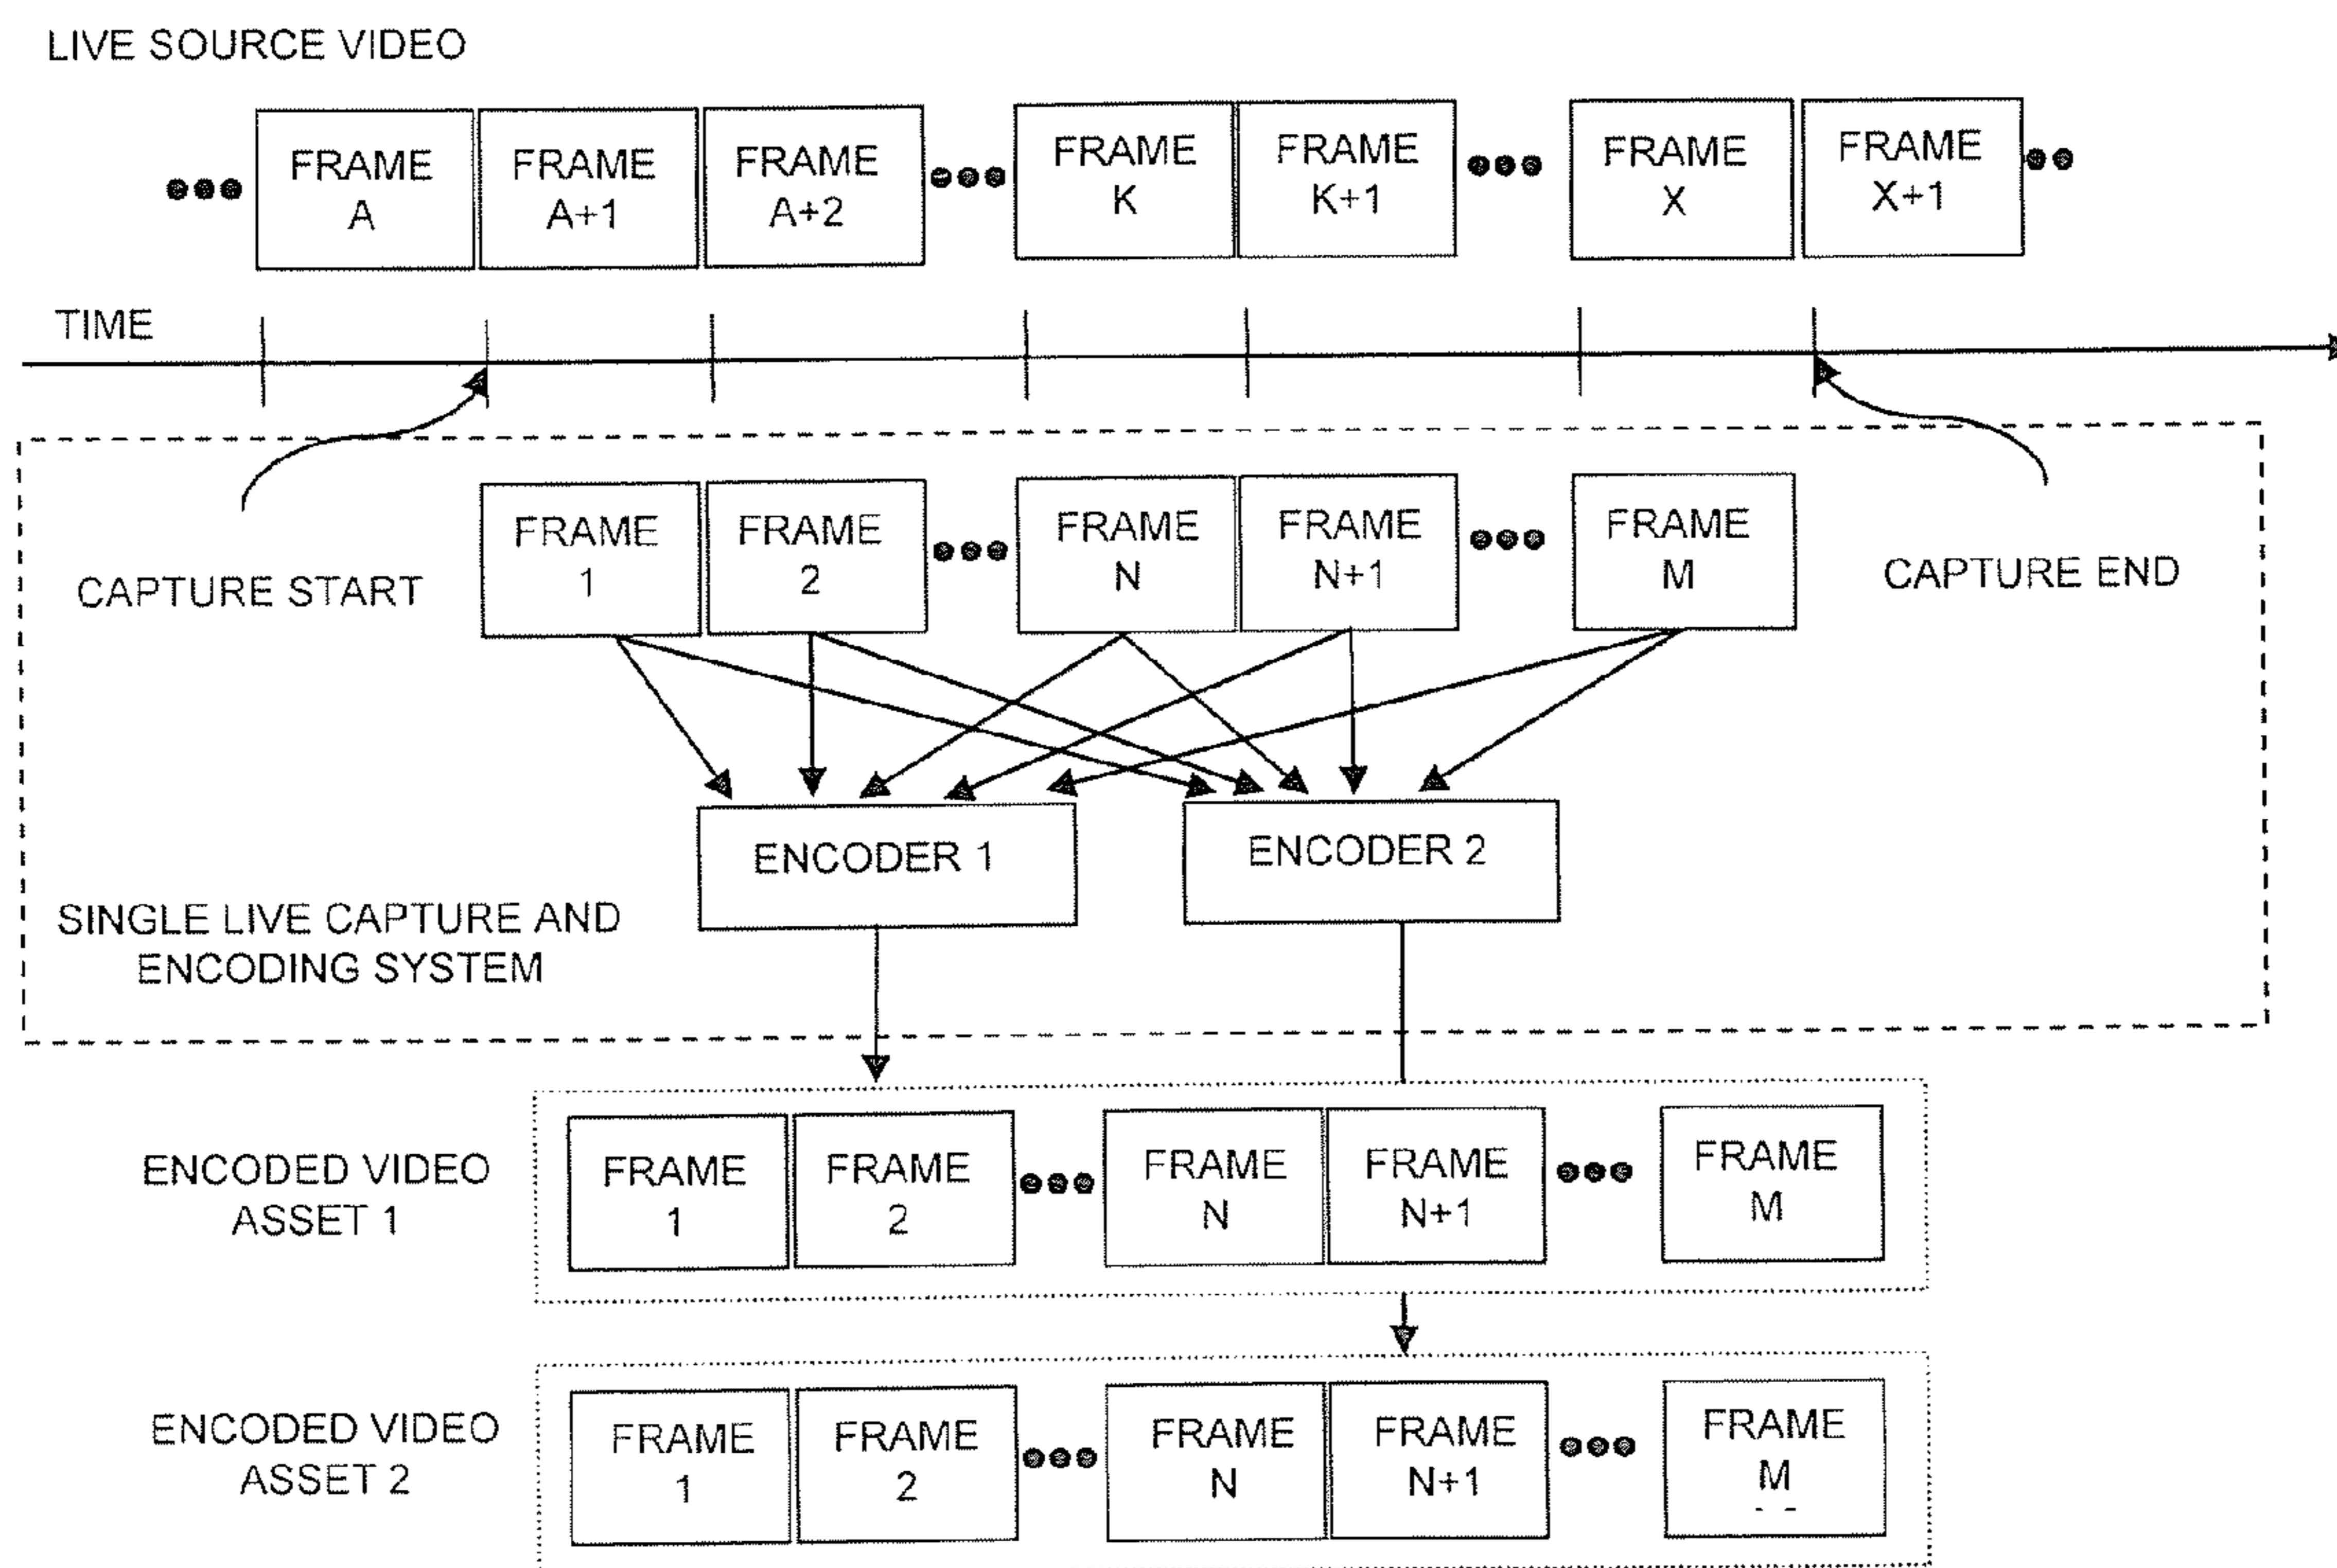 LIVE SOURCE VIDEO
FRAME
A
FRAME
A+1
FRAME
A+2
FRAME
K
FRAME
K+1
FRAME
X
FRAME
X+1
TIME
FRAME
1
FRAME
2
FRAME
N
FRAME
N+1
FRAME
M
CAPTURE START
CAPTURE END
ENCODER 1
ENCODER 2
SINGLE LIVE CAPTURE AND
ENCODING SYSTEM
ENCODED VIDEO
ASSET 1
FRAME
1
FRAME
2
FRAME
N
FRAME
N+1
FRAME
M
ENCODED VIDEO
ASSET 2
FRAME
1
FRAME
2
FRAME
N
FRAME
N+1
FRAME
M